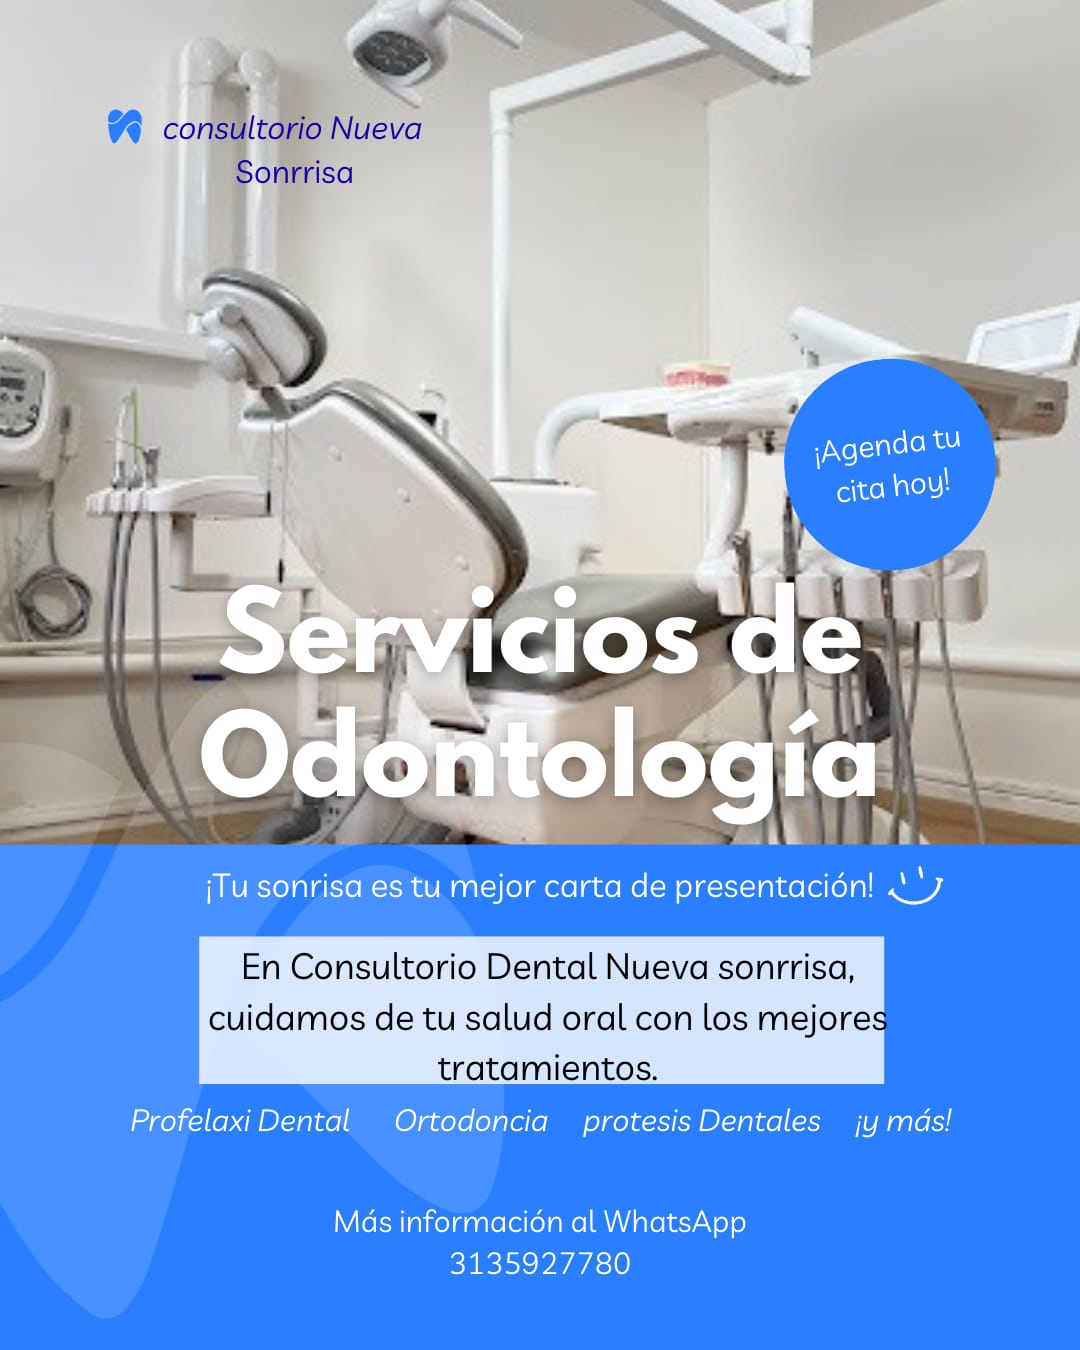 consultorio Nueva
Sonrrisa
¡Agenda tu
cita hoy!
Servicios de
Odontología
¡Tu sonrisa es tu mejor carta de presentación!
En Consultorio Dental Nueva sonrrisa,
cuidamos de tu salud oral con los mejores
tratamientos.
Profelaxi Dental Ortodoncia protesis Dentales ¡y más!
Más información al WhatsApp
3135927780